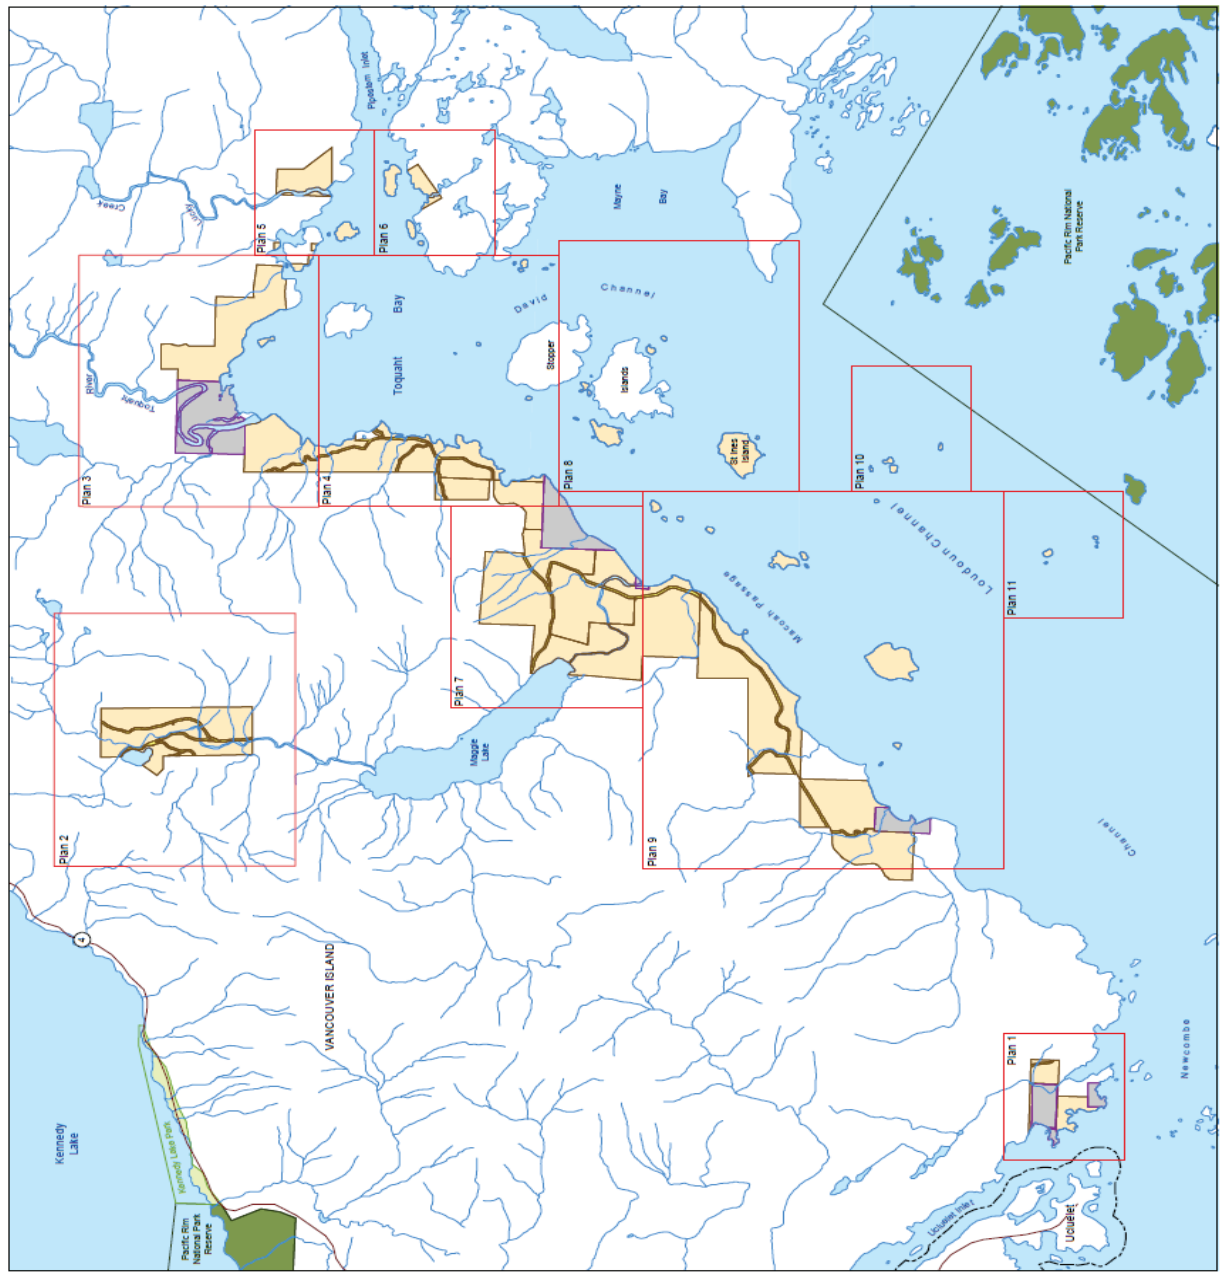 Pipestem Inlet
Creek
Lucky
Plan 5
Plan 6
Mayne
Bay
Pacific Rim National
Park Reserve
Plan 3
River
Toquaht
Toquaht Bay
David Channel
Stopper
Islands
St Ines
Island
Plan 4
Plan 8
Plan 10
Plan 2
Plan 7
Maggie
Lake
Macoah Passage
Loudoun Channel
Plan 11
Plan 9
4
VANCOUVER ISLAND
Channel
Kennedy
Lake
Kennedy Lake Park
Pacific Rim
National Park
Reserve
Plan 1
Newcombe
Ucluelet Inlet
Ucluelet